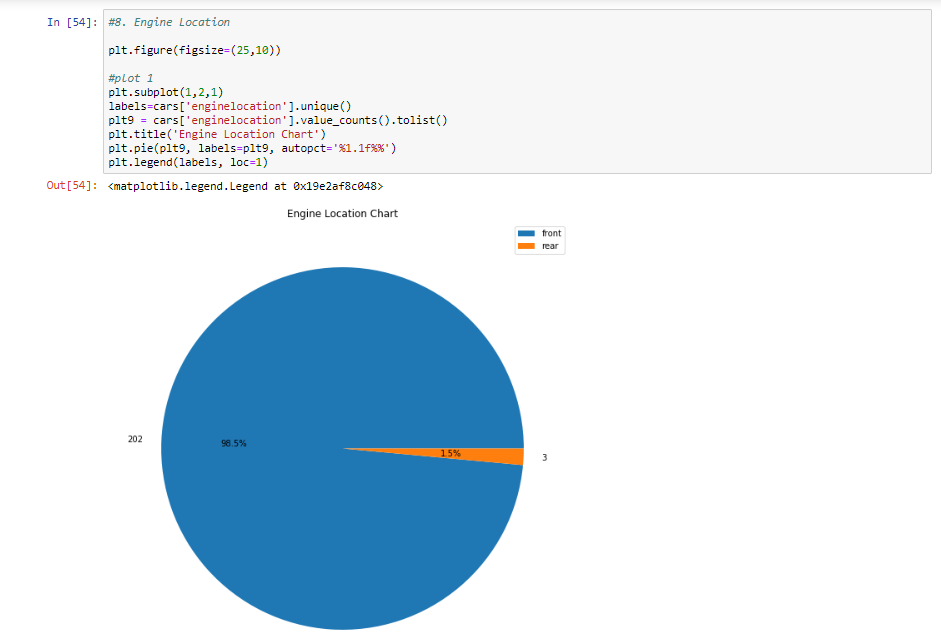 In [54]: #8. Engine Location
plt.figure(figsize=(25,10))
#plot 1
plt.subplot(1,2,1)
labels=cars['enginelocation'].unique()
plt9 = cars['enginelocation'].value_counts().tolist()
plt.title('Engine Location Chart')
plt.pie(plt9, labels=plt9, autopct='%1.1f%%')
plt.legend(labels, loc=1)
Out[54]: <matplotlib.legend.Legend at 0x19e2af8c048>
Engine Location Chart
front
rear
202
98.5%
1.5%
3